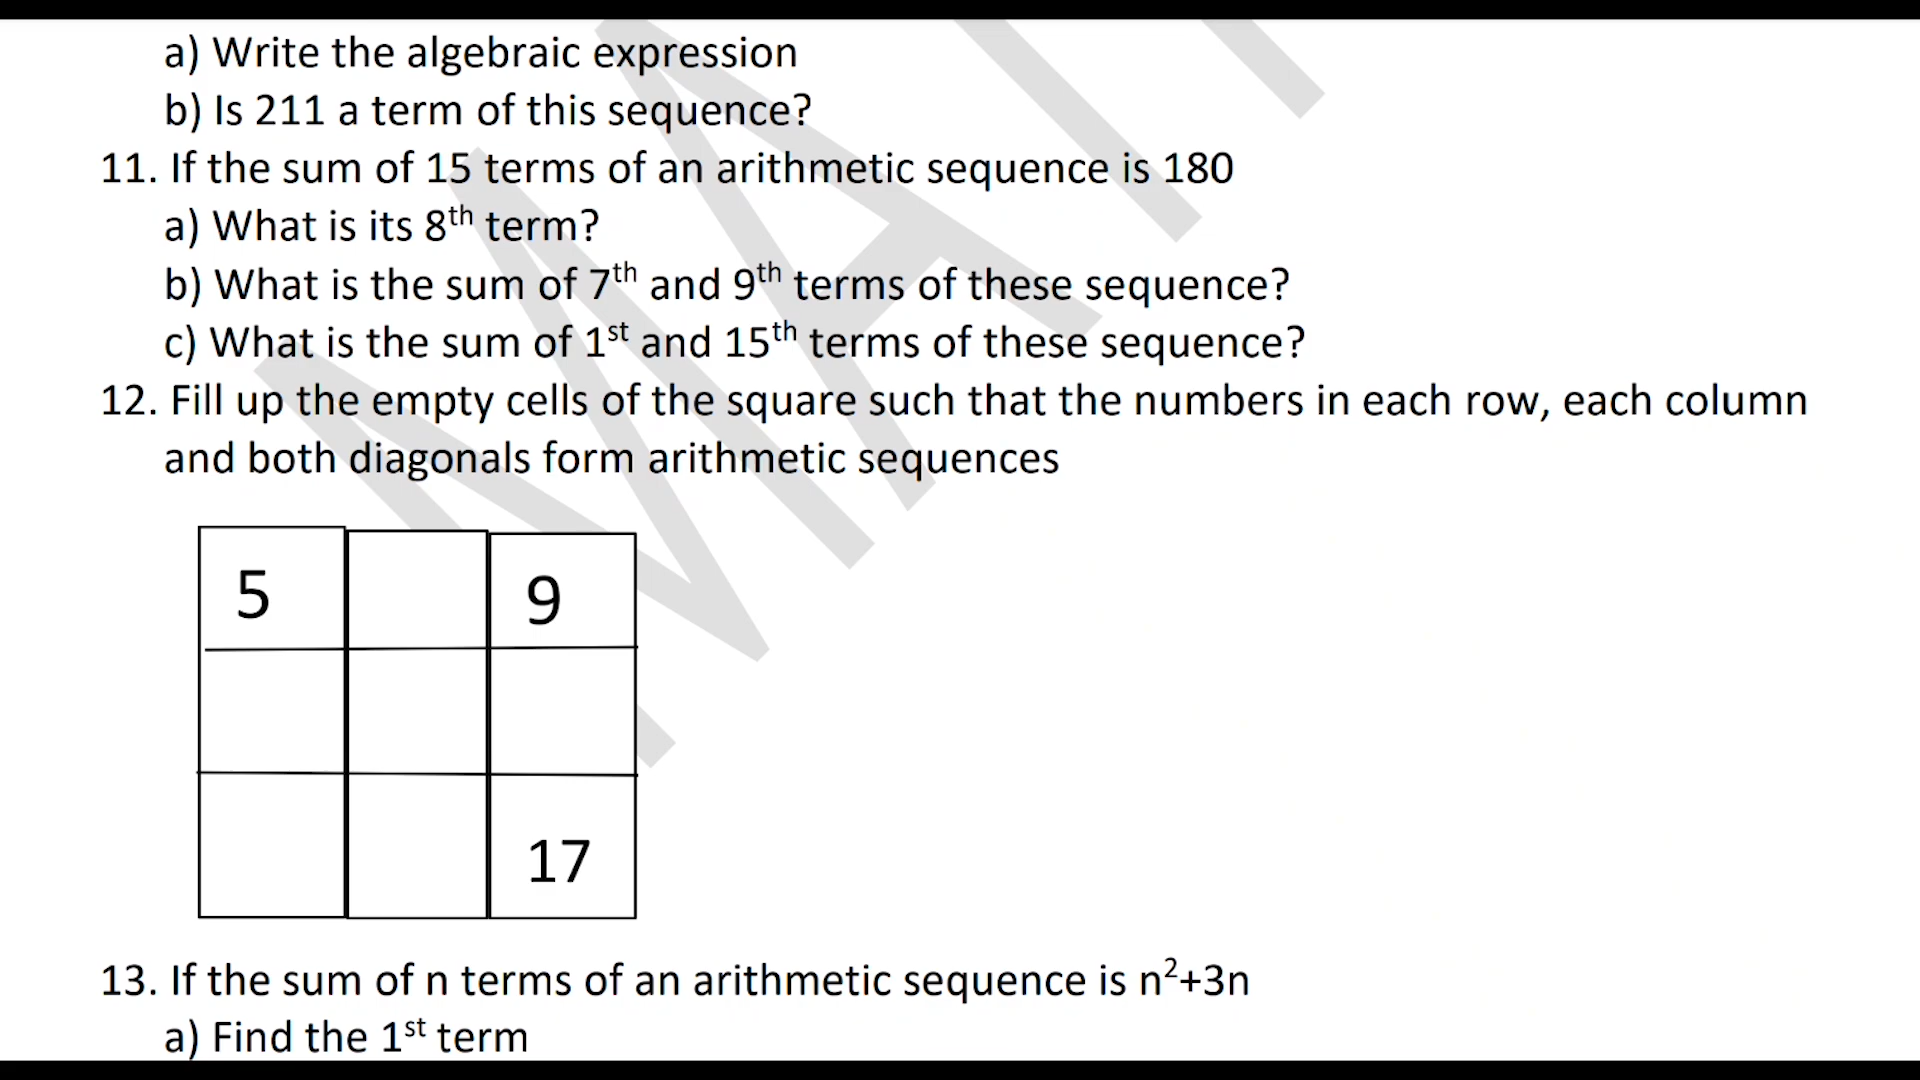 a) Write the algebraic expression
b) Is 211 a term of this sequence?
11. If the sum of 15 terms of an arithmetic sequence is 180
a) What is its 8th term?
b) What is the sum of 7th and 9th terms of these sequence?
c) What is the sum of 1st and 15th terms of these sequence?
12. Fill up the empty cells of the square such that the numbers in each row, each column
and both diagonals form arithmetic sequences
5 9
17
13. If the sum of n terms of an arithmetic sequence is n²+3n
a) Find the 1st term